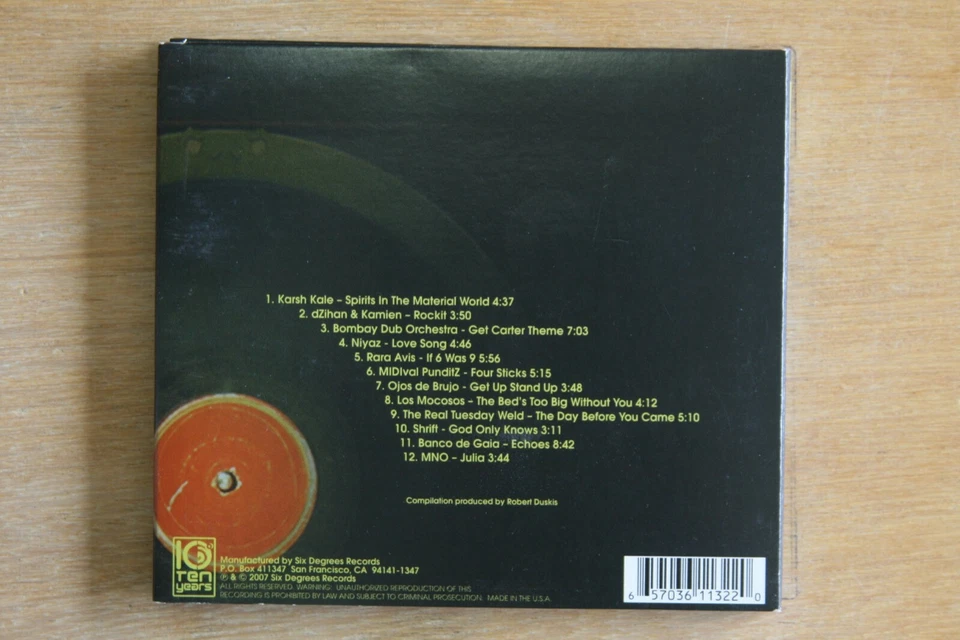 1. Karsh Kale – Spirits In The Material World 4:37
2. dZihan & Kamien – Rockit 3:50
3. Bombay Dub Orchestra - Get Carter Theme 7:03
4. Niyaz - Love Song 4:46
5. Rara Avis - If 6 Was 9 5:56
6. MIDIval PunditZ - Four Sticks 5:15
7. Ojos de Brujo - Get Up Stand Up 3:48
8. Los Mocosos – The Bed's Too Big Without You 4:12
9. The Real Tuesday Weld – The Day Before You Came 5:10
10. Shrift - God Only Knows 3:11
11. Banco de Gaia – Echoes 8:42
12. MNO – Julia 3:44
Compilation produced by Robert Duskis
10°
Ten
years
Manufactured by Six Degrees Records
P.O. Box 411347 San Francisco, CA 94141-1347
℗ & © 2007 Six Degrees Records
ALL RIGHTS RESERVED. WARNING: UNAUTHORIZED REPRODUCTION OF THIS
RECORDING IS PROHIBITED BY LAW AND SUBJECT TO CRIMINAL PROSECUTION. MADE IN THE U.S.A.
6 57036 11322 0